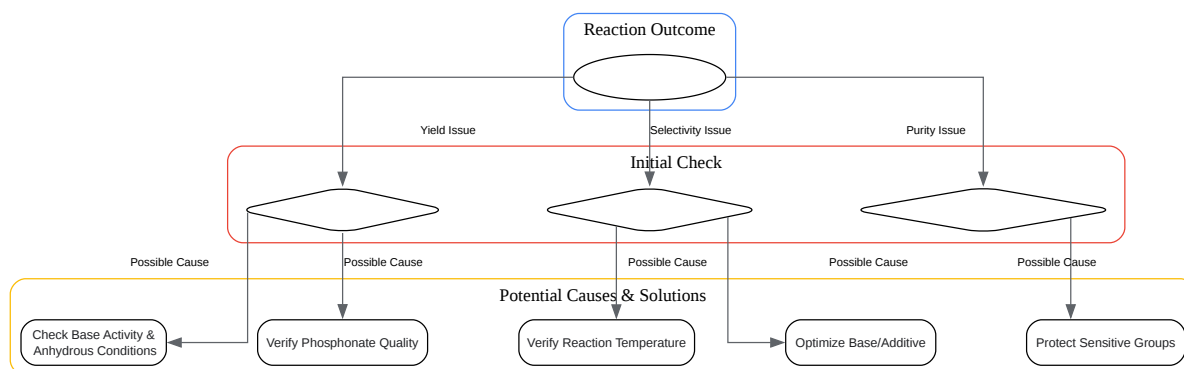 Reaction Outcome
Yield Issue
Selectivity Issue
Purity Issue
Initial Check
Possible Cause
Possible Cause
Possible Cause
Possible Cause
Possible Cause
Potential Causes & Solutions
Check Base Activity &
Anhydrous Conditions
Verify Phosphonate Quality
Verify Reaction Temperature
Optimize Base/Additive
Protect Sensitive Groups